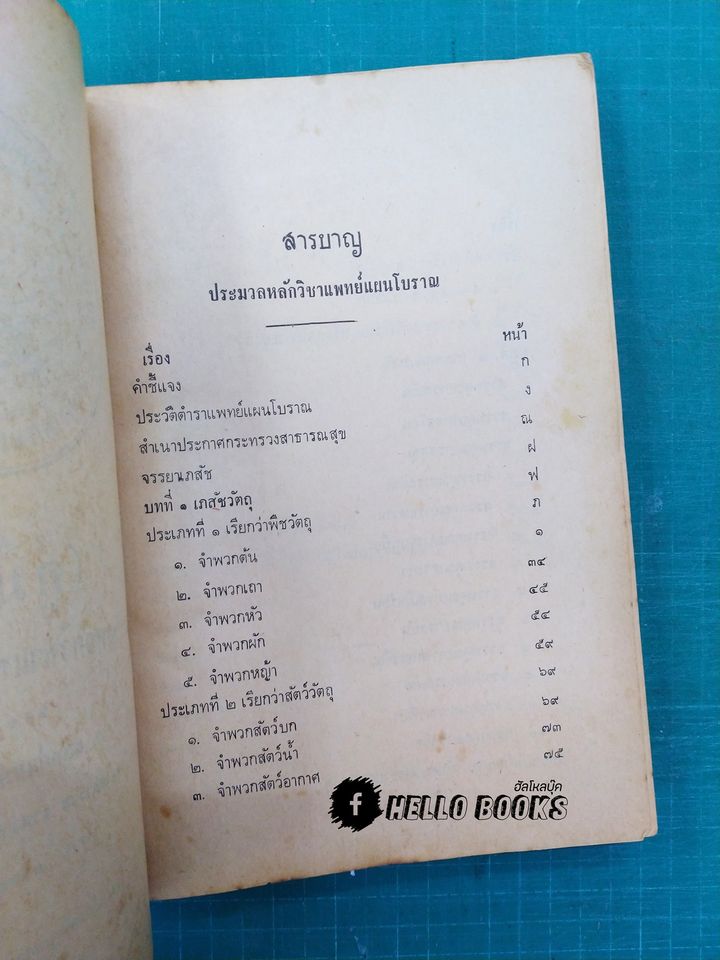 สารบาญ
ประมวลหลักวิชาแพทย์แผนโบราณ
เรื่อง หน้า
คำชี้แจง ก
ประวัติตำราแพทย์แผนโบราณ ง
สำเนาประกาศกระทรวงสาธารณสุข ณ
จรรยาเภสัช ฝ
บทที่ ๑ เภสัชวัตถุ ฟ
ประเภทที่ ๑ เรียกว่าพืชวัตถุ ภ
๑. จำพวกต้น ๑
๒. จำพวกเถา ๓๔
๓. จำพวกหัว ๔๕
๔. จำพวกผัก ๕๔
๕. จำพวกหญ้า ๕๙
ประเภทที่ ๒ เรียกว่าสัตว์วัตถุ ๖๙
๑. จำพวกสัตว์บก ๖๙
๒. จำพวกสัตว์น้ำ ๗๓
๓. จำพวกสัตว์อากาศ ๗๕
ฮัลโหลบุ๊ค
f HELLO BOOKS